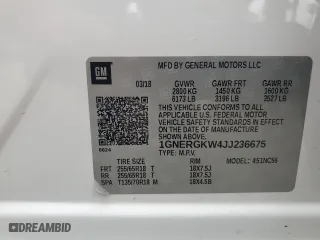 GM
MFD BY GENERAL MOTORS LLC
03/18 GVWR GAWR FRT GAWR RR
2800 KG 1450 KG 1600 KG
6173 LB 3196 LB 3527 LB
THIS VEHICLE CONFORMS TO ALL
APPLICABLE U.S. FEDERAL MOTOR
VEHICLE SAFETY STANDARDS IN EFFECT
ON THE DATE OF MANUFACTURE
SHOWN ABOVE.
1GNERGKW4JJ236675
TYPE: M.P.V.
6624
TIRE SIZE RIM MODEL: 4S1NC56
FRT 255/65R18 T 18X7.5J
RR 255/65R18 T 18X7.5J
SPA T135/70R18 M 18X4.5B
© AutoBidMaster